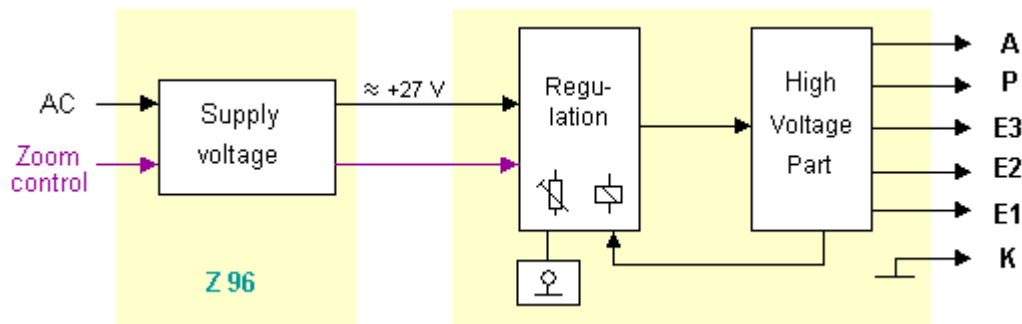 AC
Zoom
control
Supply
voltage
Z 96
≈ +27 V
Regu-
lation
High
Voltage
Part
A
P
E3
E2
E1
K